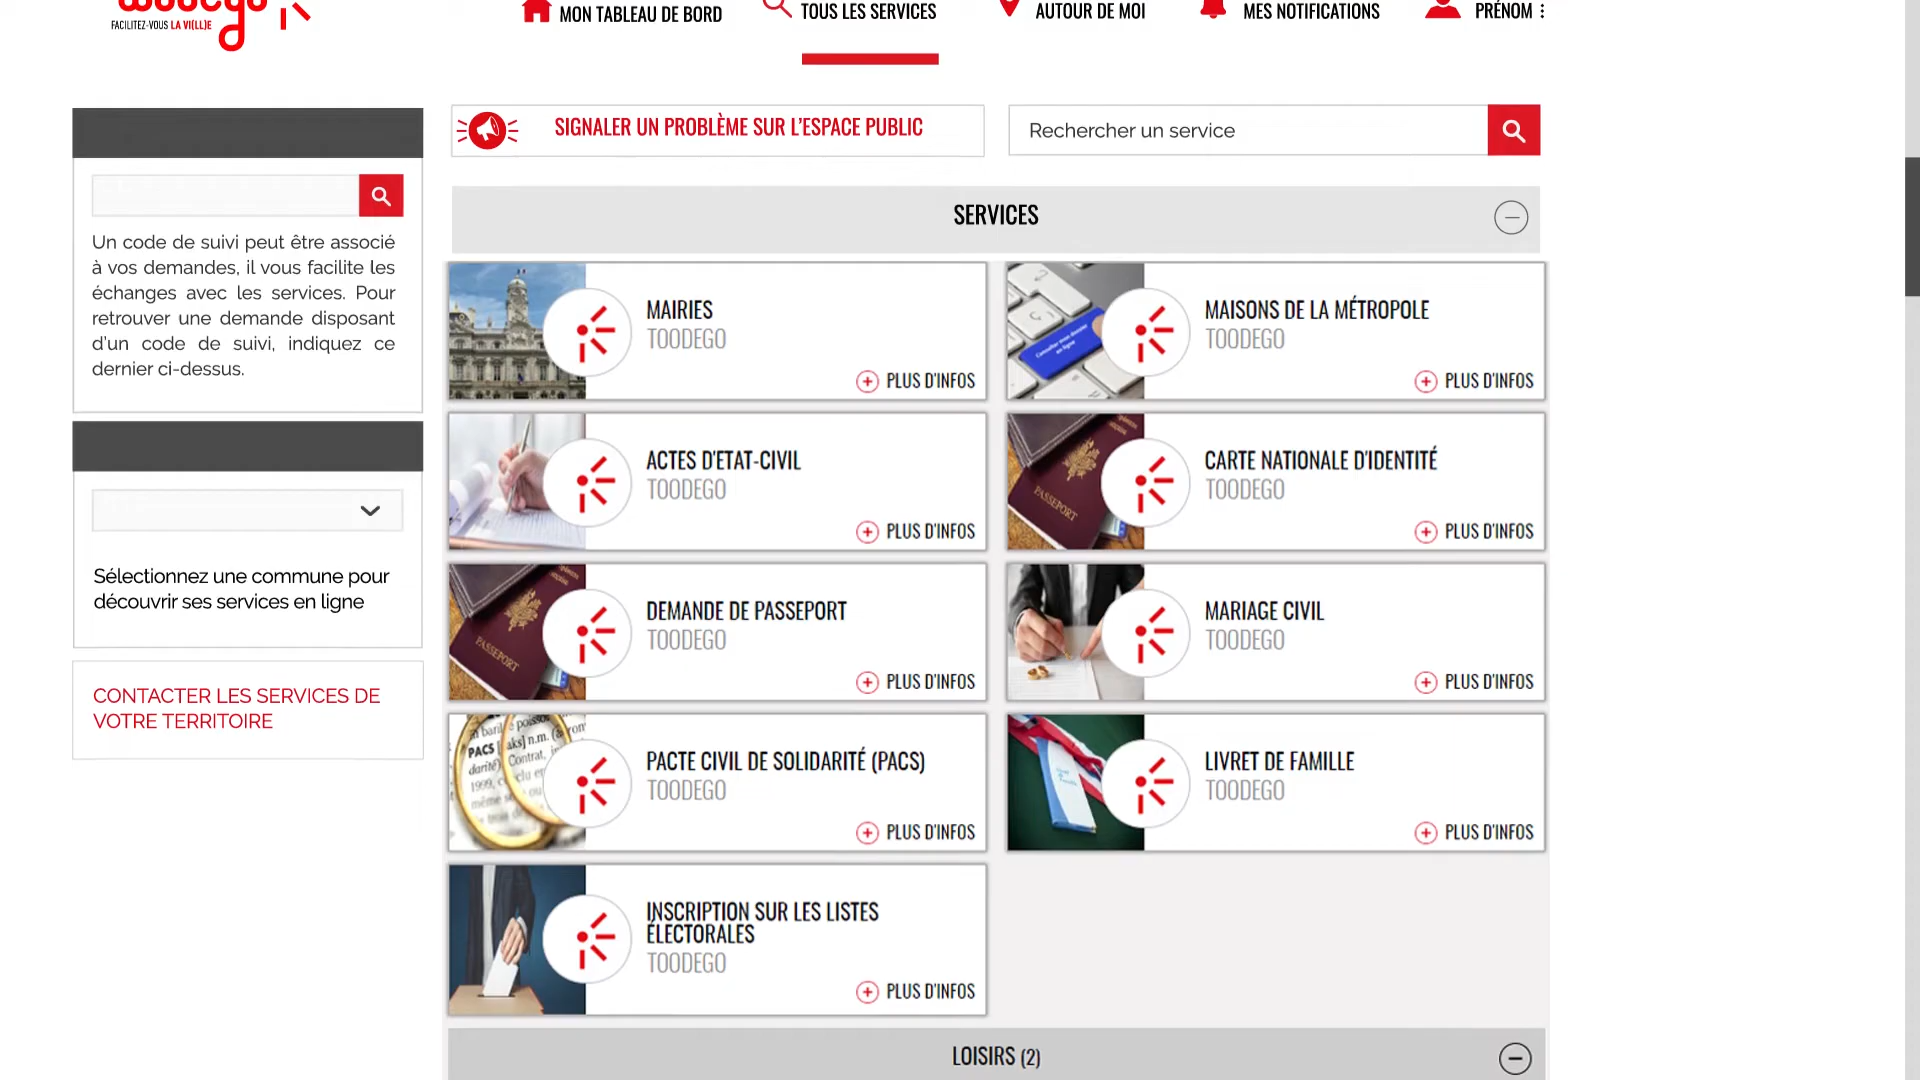 FACILITEZ-VOUS LA VI(LL)E
MON TABLEAU DE BORD
TOUS LES SERVICES
AUTOUR DE MOI
MES NOTIFICATIONS
PRÉNOM
SIGNALER UN PROBLÈME SUR L'ESPACE PUBLIC
Rechercher un service
Un code de suivi peut être associé
à vos demandes, il vous facilite les
échanges avec les services. Pour
retrouver une demande disposant
d'un code de suivi, indiquez ce
dernier ci-dessus.
Sélectionnez une commune pour
découvrir ses services en ligne
CONTACTER LES SERVICES DE
VOTRE TERRITOIRE
SERVICES
MAIRIES
TOODEGO
PLUS D'INFOS
MAISONS DE LA MÉTROPOLE
TOODEGO
PLUS D'INFOS
ACTES D'ETAT-CIVIL
TOODEGO
PLUS D'INFOS
CARTE NATIONALE D'IDENTITÉ
TOODEGO
PASSEPORT
PLUS D'INFOS
DEMANDE DE PASSEPORT
TOODEGO
PASSEPORT
PLUS D'INFOS
MARIAGE CIVIL
TOODEGO
PLUS D'INFOS
PACS
PACTE CIVIL DE SOLIDARITÉ (PACS)
TOODEGO
PLUS D'INFOS
LIVRET DE FAMILLE
TOODEGO
PLUS D'INFOS
INSCRIPTION SUR LES LISTES
ÉLECTORALES
TOODEGO
PLUS D'INFOS
LOISIRS (2)